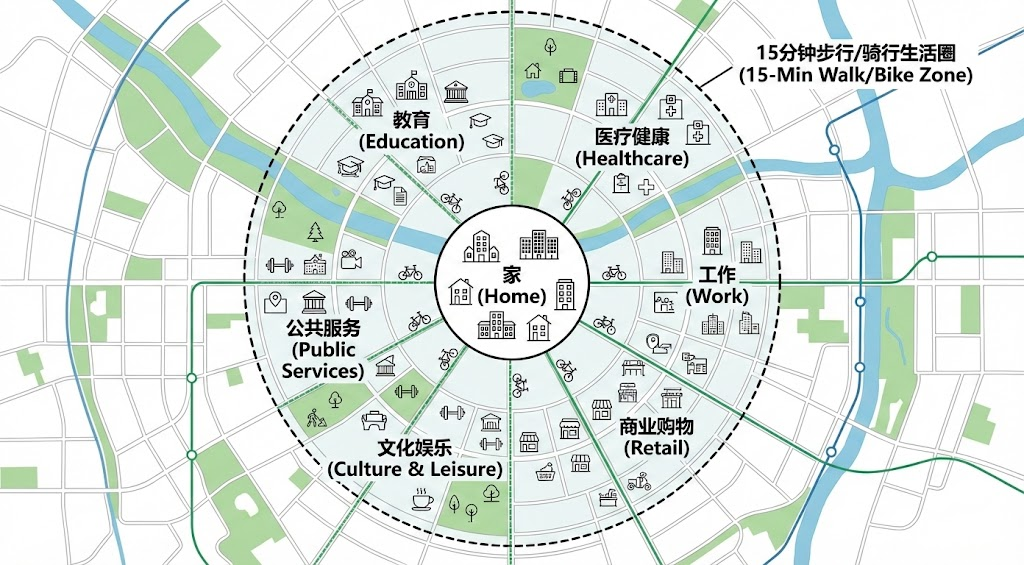 15分钟步行/骑行生活圈
(15-Min Walk/Bike Zone)
教育
(Education)
医疗健康
(Healthcare)
家
(Home)
工作
(Work)
公共服务
(Public
Services)
文化娱乐
(Culture & Leisure)
商业购物
(Retail)